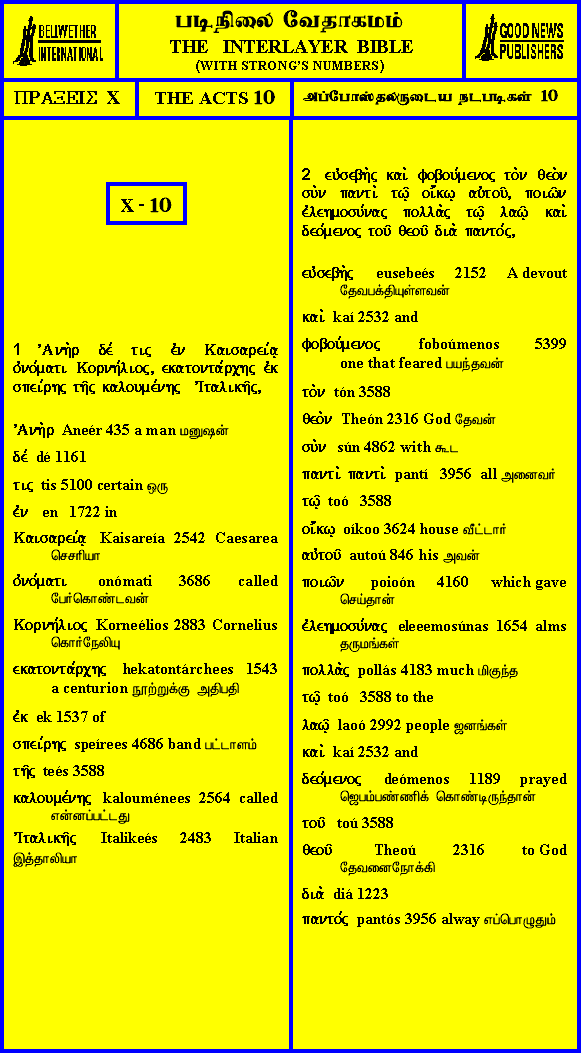 BELLWETHER
INTERNATIONAL
படிநிலை வேதாகமம்
THE INTERLAYER BIBLE
(WITH STRONG'S NUMBERS)
GOOD NEWS
PUBLISHERS
ΠΡΑΞΕΙΣ X
THE ACTS 10
அப்போஸ்தலருடைய நடபடிகள் 10
X - 10
1 Ἀνὴρ δέ τις ἐν Καισαρείᾳ
ὀνόματι Κορνήλιος, εκατοντάρχης ἐκ
σπείρης τῆς καλουμένης Ἰταλικῆς,
Ἀνὴρ Aneér 435 a man மனுஷன்
δέ dé 1161
τις tis 5100 certain ஒரு
ἐν en 1722 in
Καισαρείᾳ Kaisareía 2542 Caesarea
செசரியா
ὀνόματι onómati 3686 called
பேர்கொண்டவன்
Κορνήλιος Korneélios 2883 Cornelius
கொர்நேலியு
εκατοντάρχης hekatontárchees 1543
a centurion நூற்றுக்கு அதிபதி
ἐκ ek 1537 of
σπείρης speírees 4686 band பட்டாளம்
τῆς teés 3588
καλουμένης kalouménees 2564 called
என்னப்பட்டது
Ἰταλικῆς Italikeés 2483 Italian
இத்தாலியா
2 εὐσεβὴς καὶ φοβούμενος τὸν θεὸν
σὺν παντὶ τῷ οἴκῳ αὐτοῦ, ποιῶν
ἐλεημοσύνας πολλὰς τῷ λαῷ καὶ
δεόμενος τοῦ θεοῦ διὰ παντός,
εὐσεβὴς eusebeés 2152 A devout
தேவபக்தியுள்ளவன்
καὶ kaí 2532 and
φοβούμενος foboúmenos 5399
one that feared பயந்தவன்
τὸν tón 3588
θεὸν Theón 2316 God தேவன்
σὺν sún 4862 with கூட
παντὶ παντὶ pantí 3956 all அனைவர்
τῷ toó 3588
οἴκῳ oíkoo 3624 house வீட்டார்
αὐτοῦ autoú 846 his அவன்
ποιῶν poioón 4160 which gave
செய்தான்
ἐλεημοσύνας eleeemosúnas 1654 alms
தருமங்கள்
πολλὰς pollás 4183 much மிகுந்த
τῷ toó 3588 to the
λαῷ laoó 2992 people ஜனங்கள்
καὶ kaí 2532 and
δεόμενος deómenos 1189 prayed
ஜெபம்பண்ணிக் கொண்டிருந்தான்
τοῦ toú 3588
θεοῦ Theoú 2316 to God
தேவனைநோக்கி
διὰ diá 1223
παντός pantós 3956 alway எப்பொழுதும்